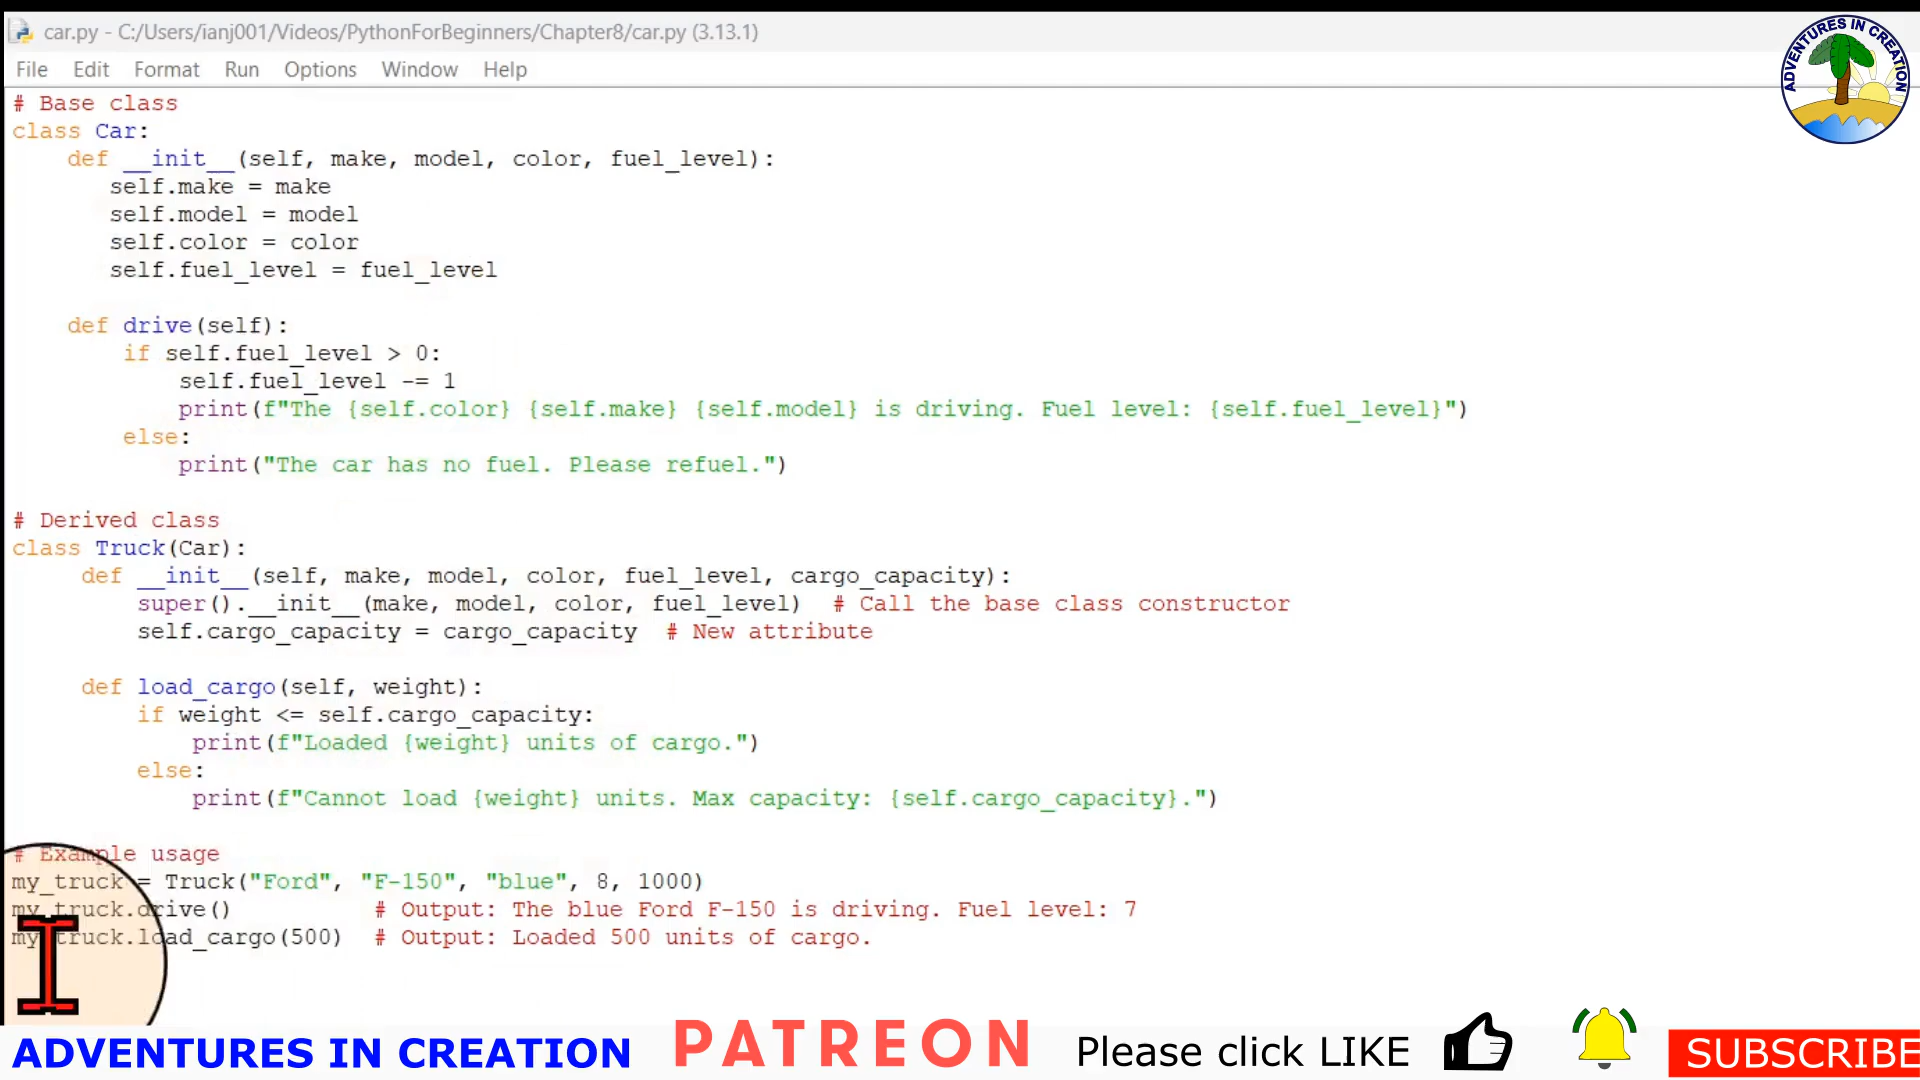 car.py - C:/Users/ianj001/Videos/PythonForBeginners/Chapter8/car.py (3.13.1)
File Edit Format Run Options Window Help
ADVENTURES IN CREATION
# Base class
class Car:
    def __init__(self, make, model, color, fuel_level):
       self.make = make
       self.model = model
       self.color = color
       self.fuel_level = fuel_level
    def drive(self):
        if self.fuel_level > 0:
            self.fuel_level -= 1
            print(f"The {self.color} {self.make} {self.model} is driving. Fuel level: {self.fuel_level}")
        else:
            print("The car has no fuel. Please refuel.")
# Derived class
class Truck(Car):
     def __init__(self, make, model, color, fuel_level, cargo_capacity):
         super().__init__(make, model, color, fuel_level)  # Call the base class constructor
         self.cargo_capacity = cargo_capacity  # New attribute
     def load_cargo(self, weight):
         if weight <= self.cargo_capacity:
             print(f"Loaded {weight} units of cargo.")
         else:
             print(f"Cannot load {weight} units. Max capacity: {self.cargo_capacity}.")
# Example usage
my_truck = Truck("Ford", "F-150", "blue", 8, 1000)
my_truck.drive()          # Output: The blue Ford F-150 is driving. Fuel level: 7
my_truck.load_cargo(500)  # Output: Loaded 500 units of cargo.
ADVENTURES IN CREATION PATREON Please click LIKE SUBSCRIBE